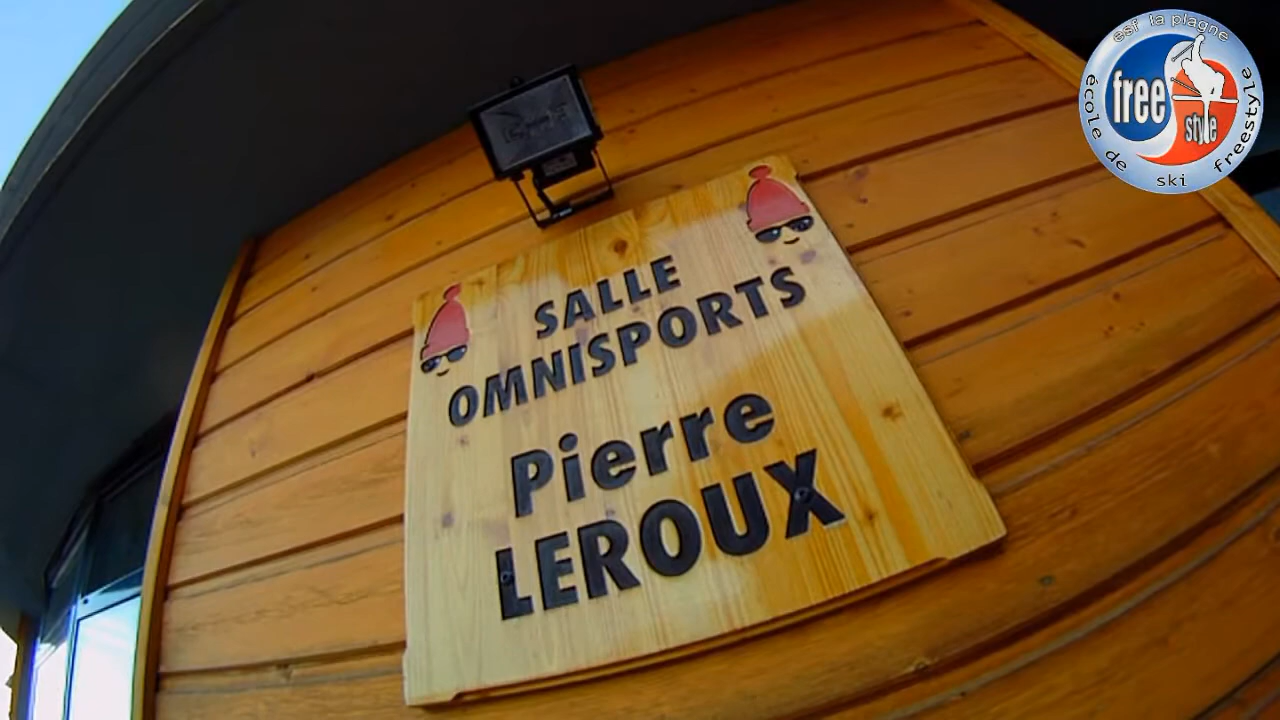 SALLE
OMNISPORTS
Pierre
LEROUX
esf la plagne
école de ski freestyle
free
style